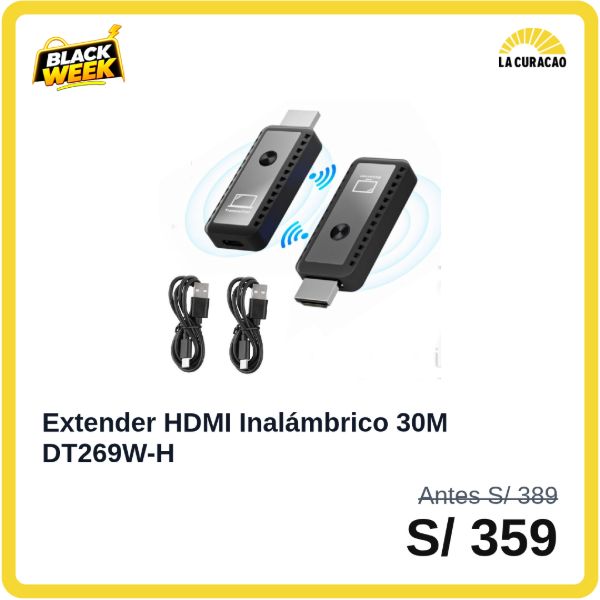 BLACK
WEEK
LA CURACAO
Extender HDMI Inalámbrico 30M
DT269W-H
Antes S/ 389
S/ 359